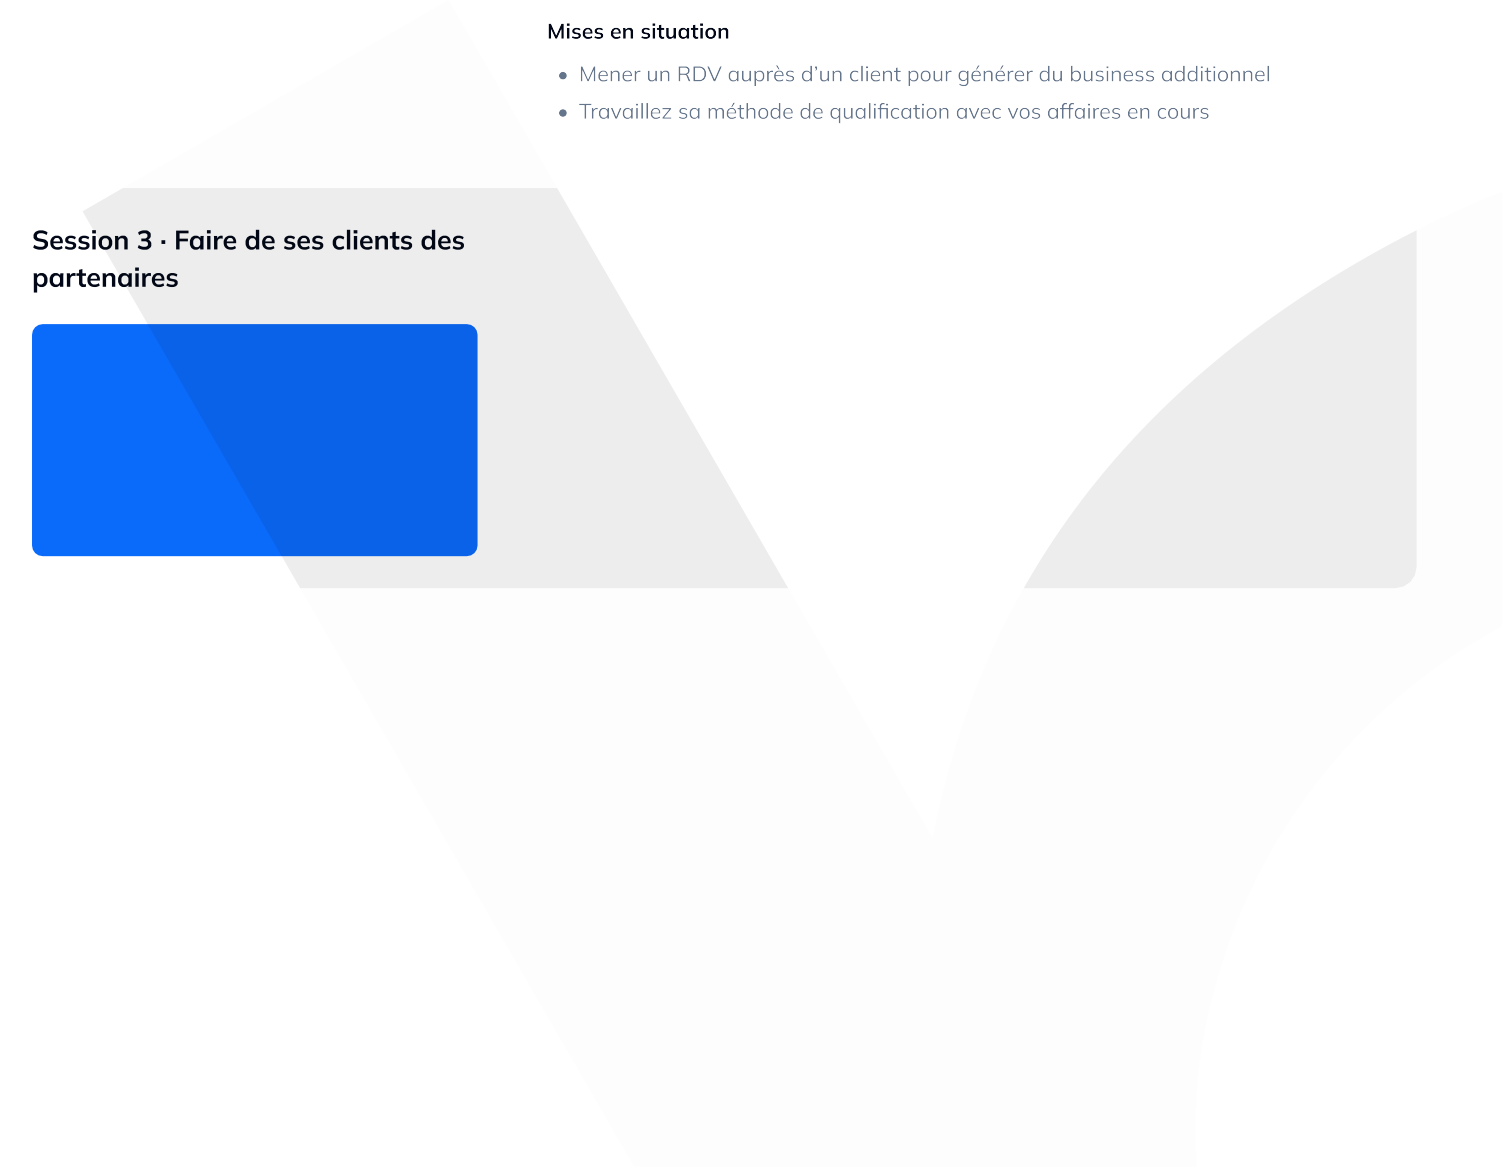 Mises en situation
• Mener un RDV auprès d’un client pour générer du business additionnel
• Travaillez sa méthode de qualification avec vos affaires en cours
Session 3 · Faire de ses clients des
partenaires